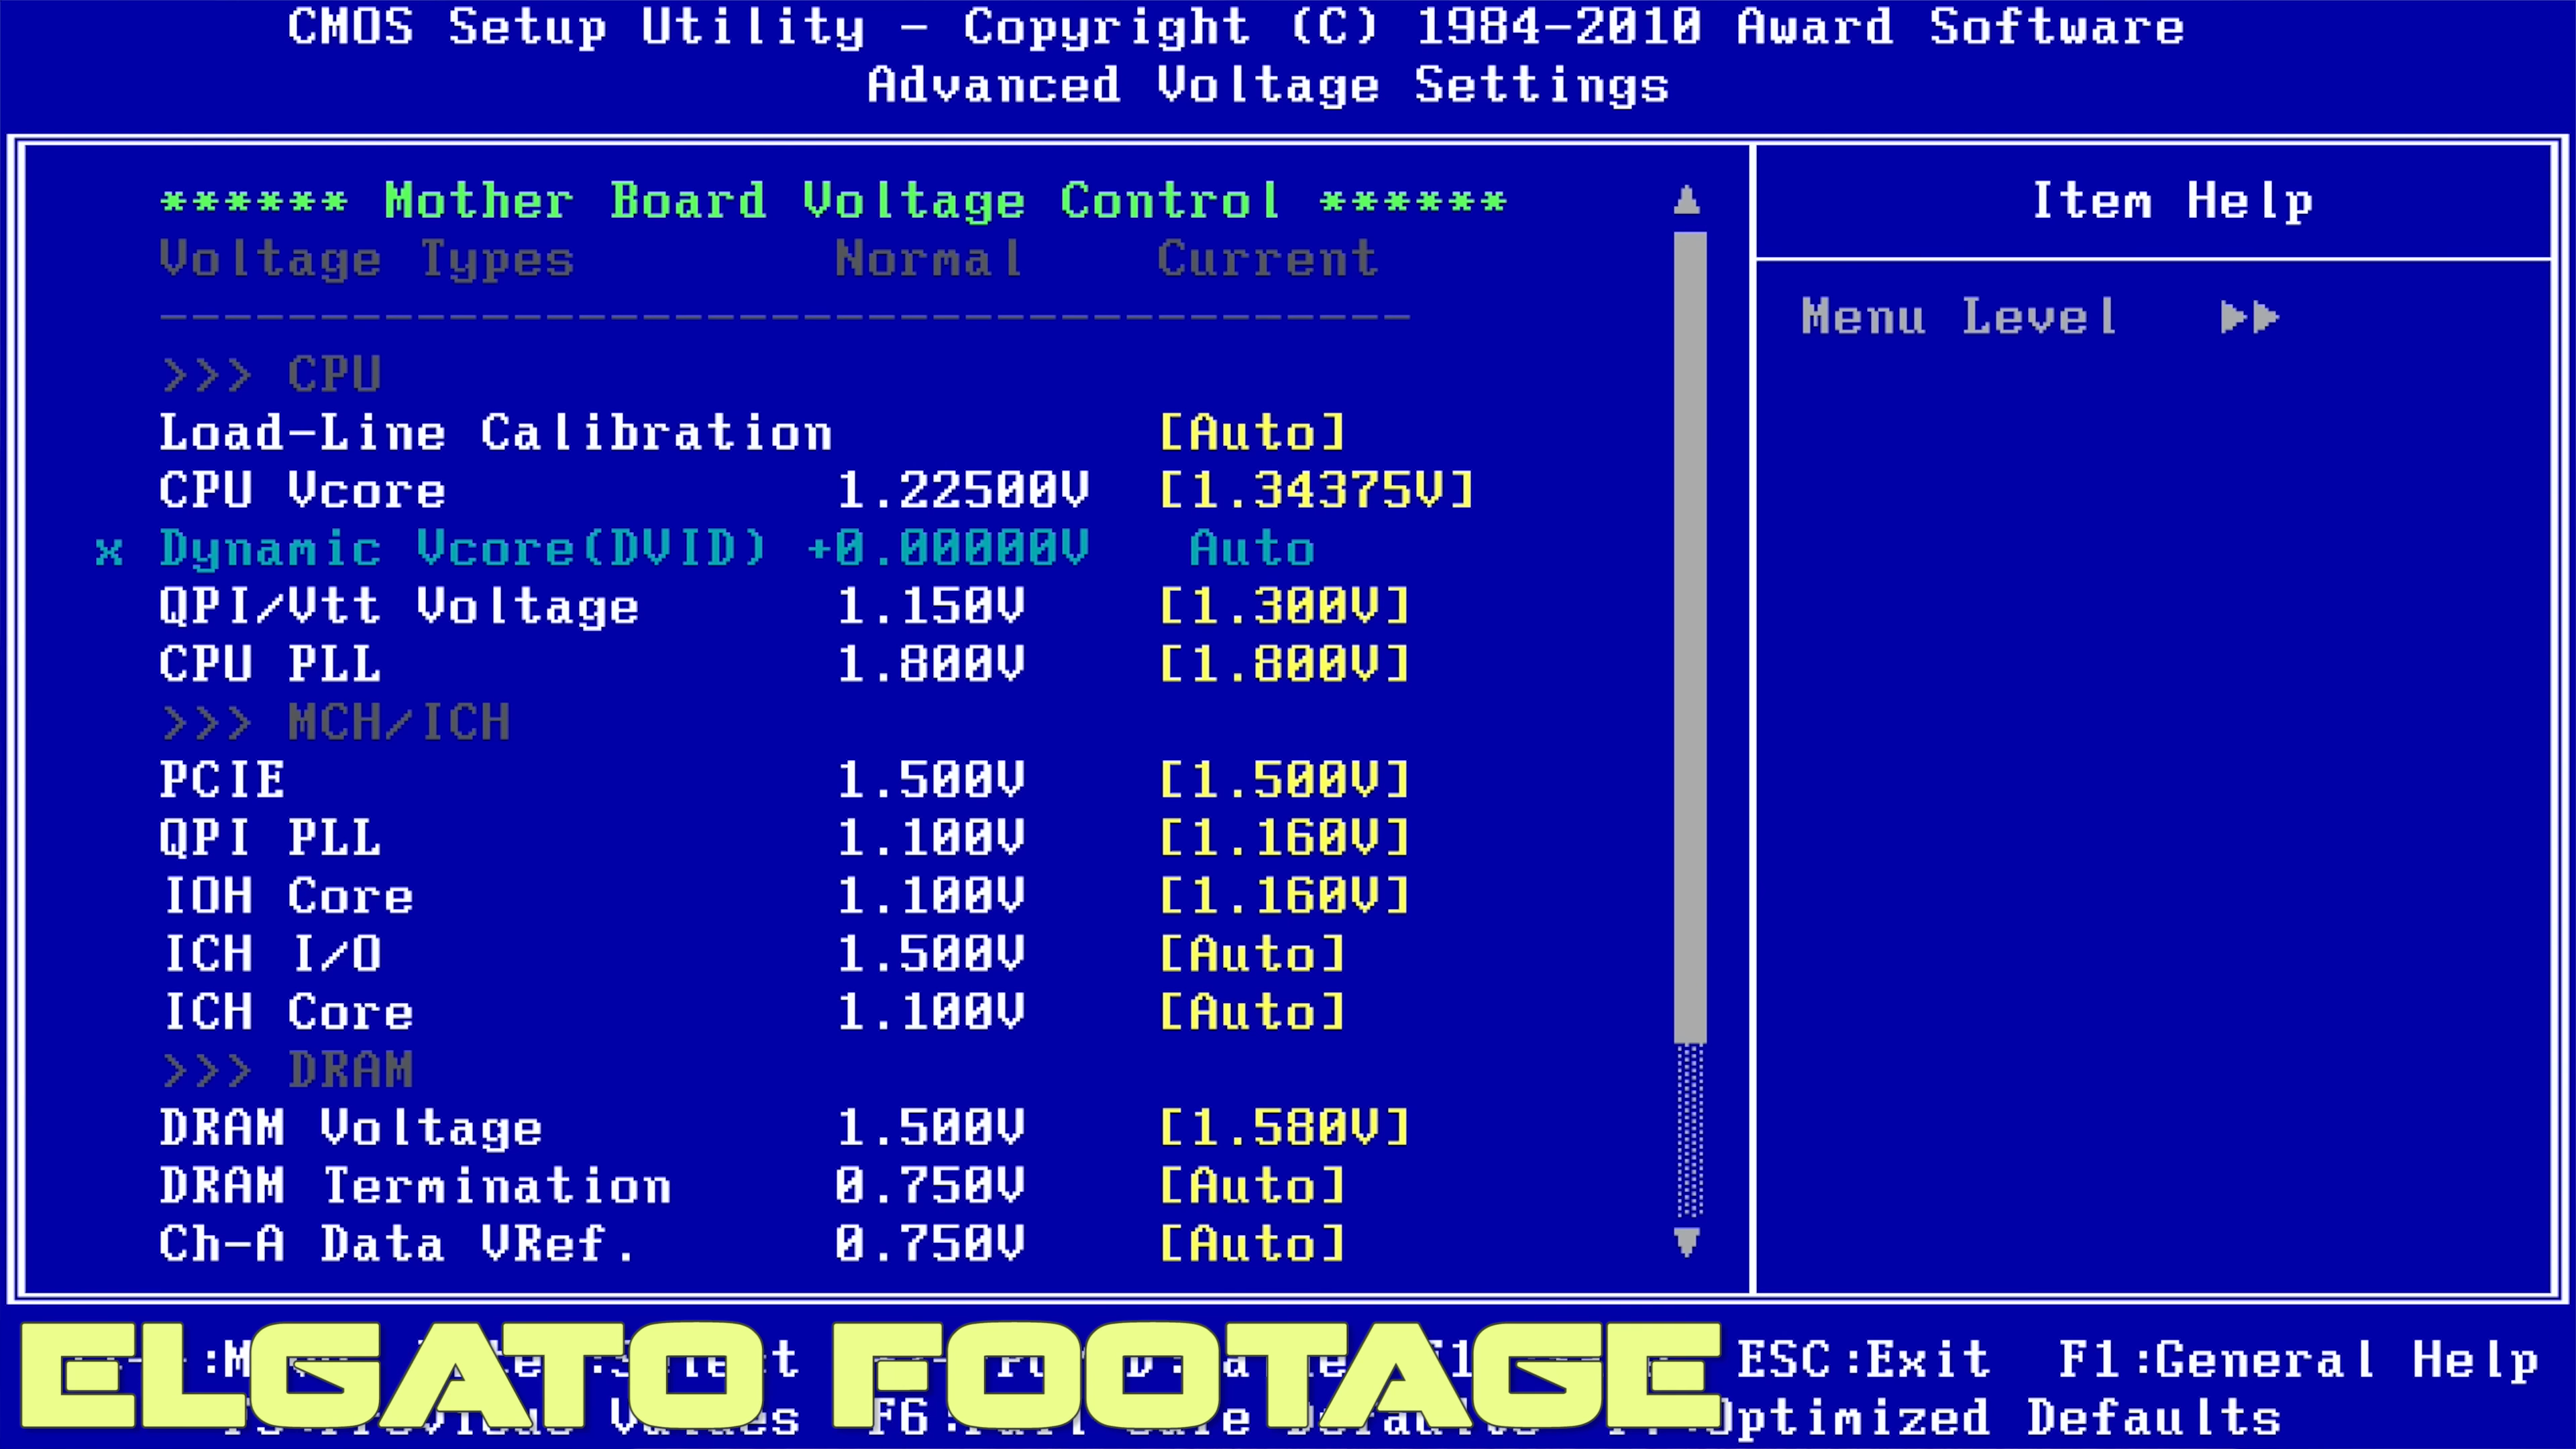 CMOS Setup Utility - Copyright (C) 1984-2010 Award Software
Advanced Voltage Settings
****** Mother Board Voltage Control ******
Item Help
Voltage Types Normal Current
----------------------------------------
Menu Level ▶▶
>>> CPU
Load-Line Calibration [Auto]
CPU Vcore 1.22500V [1.34375V]
x Dynamic Vcore(DVID) +0.00000V Auto
QPI/Vtt Voltage 1.150V [1.300V]
CPU PLL 1.800V [1.800V]
>>> MCH/ICH
PCIE 1.500V [1.500V]
QPI PLL 1.100V [1.160V]
IOH Core 1.100V [1.160V]
ICH I/O 1.500V [Auto]
ICH Core 1.100V [Auto]
>>> DRAM
DRAM Voltage 1.500V [1.580V]
DRAM Termination 0.750V [Auto]
Ch-A Data VRef. 0.750V [Auto]
ELGATO FOOTAGE
ESC:Exit F1:General Help
Values Optimized Defaults